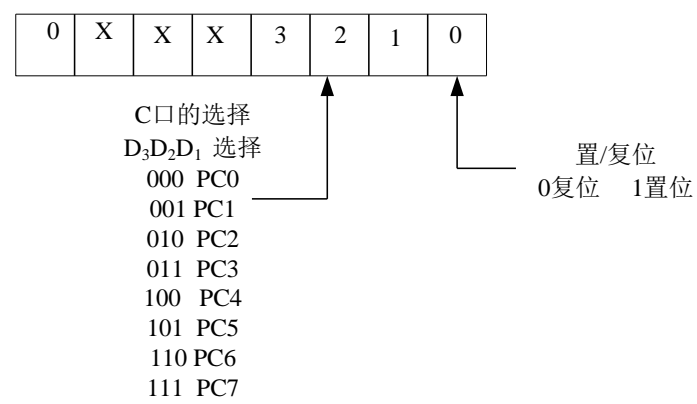 0 X X X 3 2 1 0
C口的选择
D₃D₂D₁ 选择
000 PC0
001 PC1
010 PC2
011 PC3
100 PC4
101 PC5
110 PC6
111 PC7
置/复位
0复位 1置位